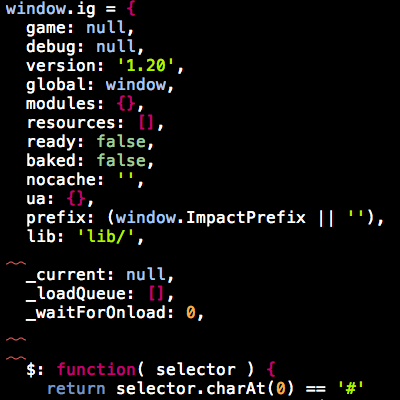 window.ig = {
game: null,
debug: null,
version: '1.20',
global: window,
modules: {},
resources: [],
ready: false,
baked: false,
nocache: '',
ua: {},
prefix: (window.ImpactPrefix || ''),
lib: 'lib/',
_current: null,
_loadQueue: [],
_waitForOnload: 0,
$: function( selector ) {
return selector.charAt(0) == '#'